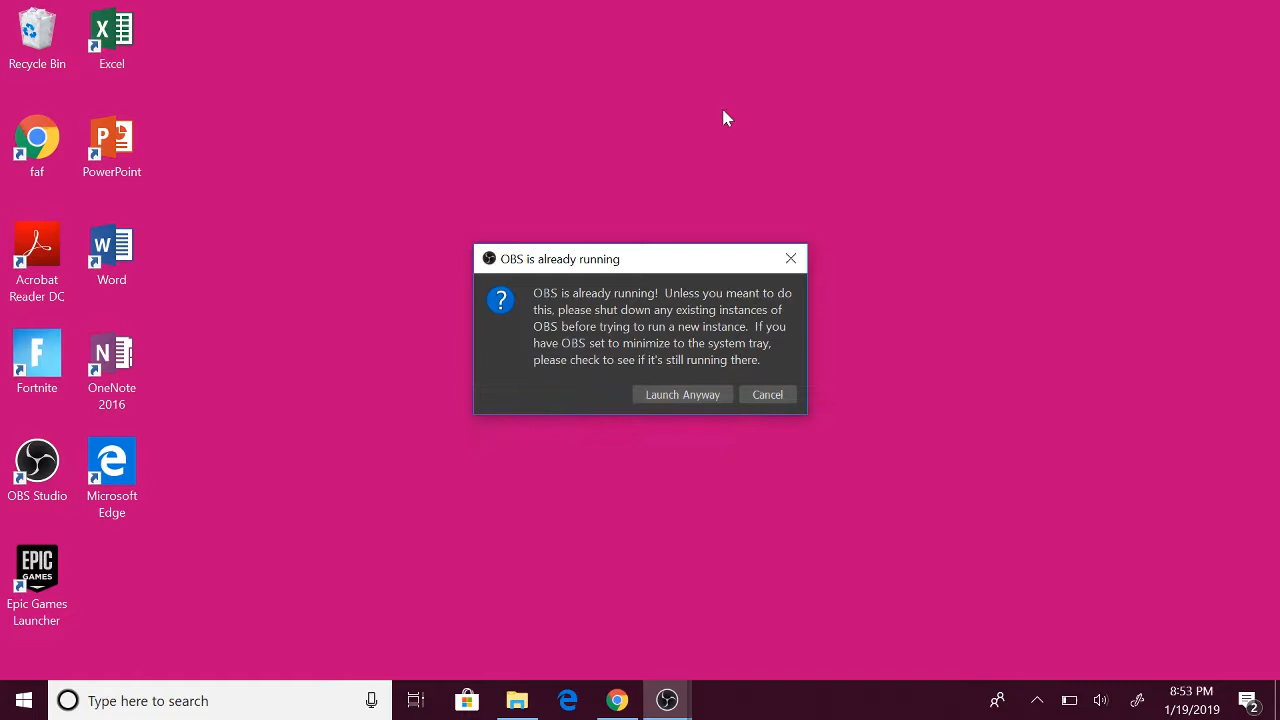 Recycle Bin
Excel
faf
PowerPoint
Acrobat
Reader DC
Word
Fortnite
OneNote
2016
OBS Studio
Microsoft
Edge
EPIC
GAMES
Epic Games
Launcher
OBS is already running
OBS is already running! Unless you meant to do
this, please shut down any existing instances of
OBS before trying to run a new instance. If you
have OBS set to minimize to the system tray,
please check to see if it's still running there.
Launch Anyway
Cancel
Type here to search
8:53 PM
1/19/2019
2